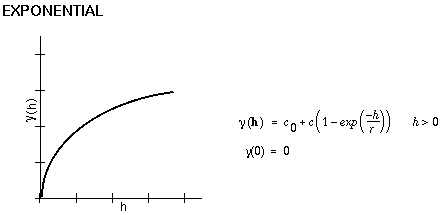 EXPONENTIAL
γ(h)
h
γ(h) = c₀ + c(1 − exp(−h/r)) h > 0
γ(0) = 0